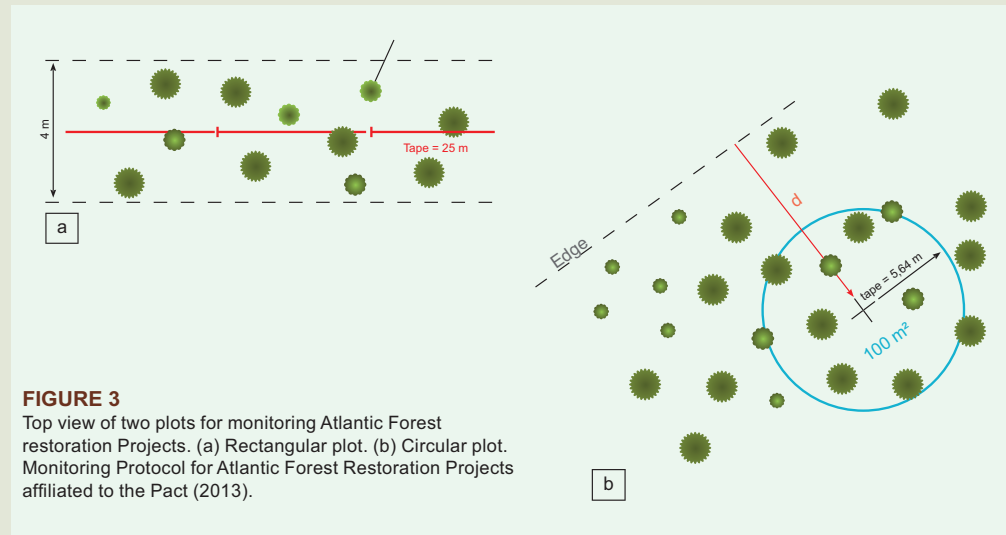 4 m
Tape = 25 m
a
Edge
d
tape = 5,64 m
100 m²
b
FIGURE 3
Top view of two plots for monitoring Atlantic Forest
restoration Projects. (a) Rectangular plot. (b) Circular plot.
Monitoring Protocol for Atlantic Forest Restoration Projects
affiliated to the Pact (2013).